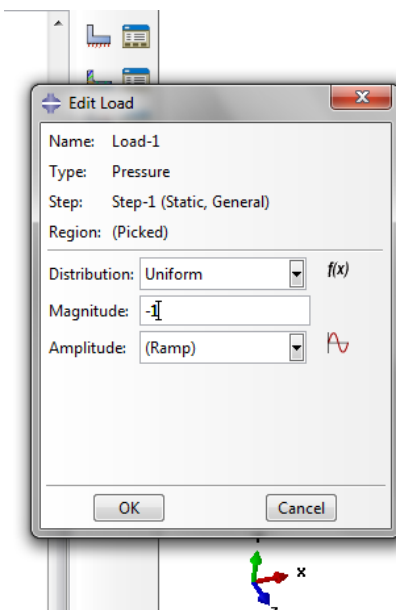 Edit Load
Name: Load-1
Type: Pressure
Step: Step-1 (Static, General)
Region: (Picked)
Distribution: Uniform f(x)
Magnitude: -1
Amplitude: (Ramp)
OK Cancel
x